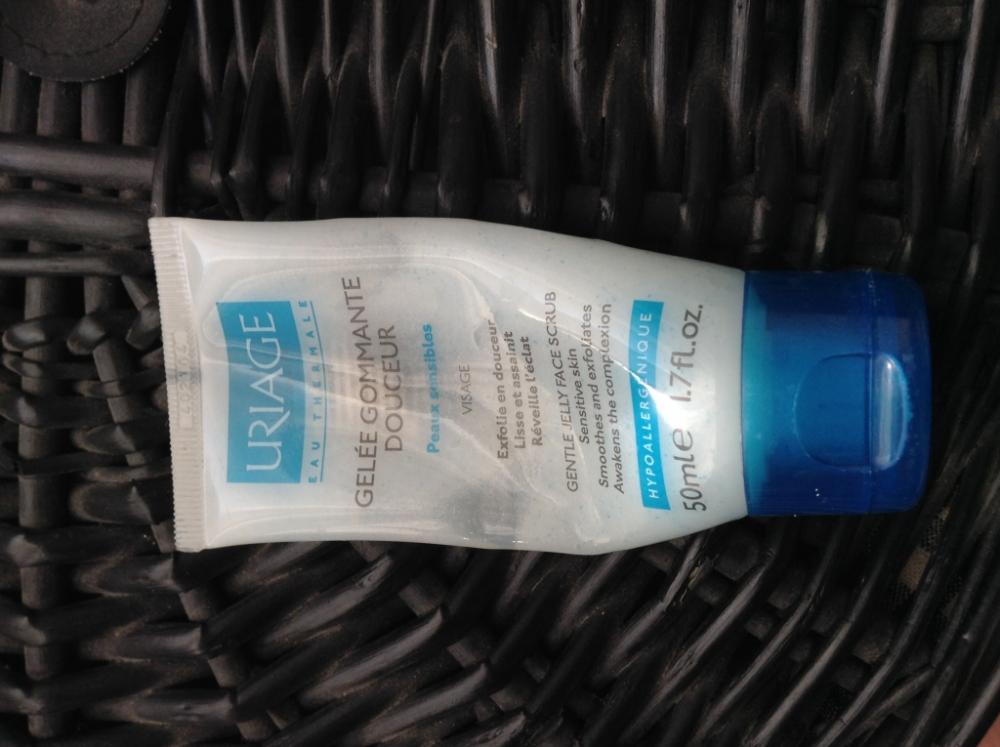 URIAGE
EAU THERMALE
GELÉE GOMMANTE
DOUCEUR
Peaux sensibles
VISAGE
Exfolie en douceur
Lisse et assainit
Réveille l'éclat
GENTLE JELLY FACE SCRUB
Sensitive skin
Smoothes and exfoliates
Awakens the complexion
HYPOALLERGÉNIQUE
50ml e 1.7fl.oz.